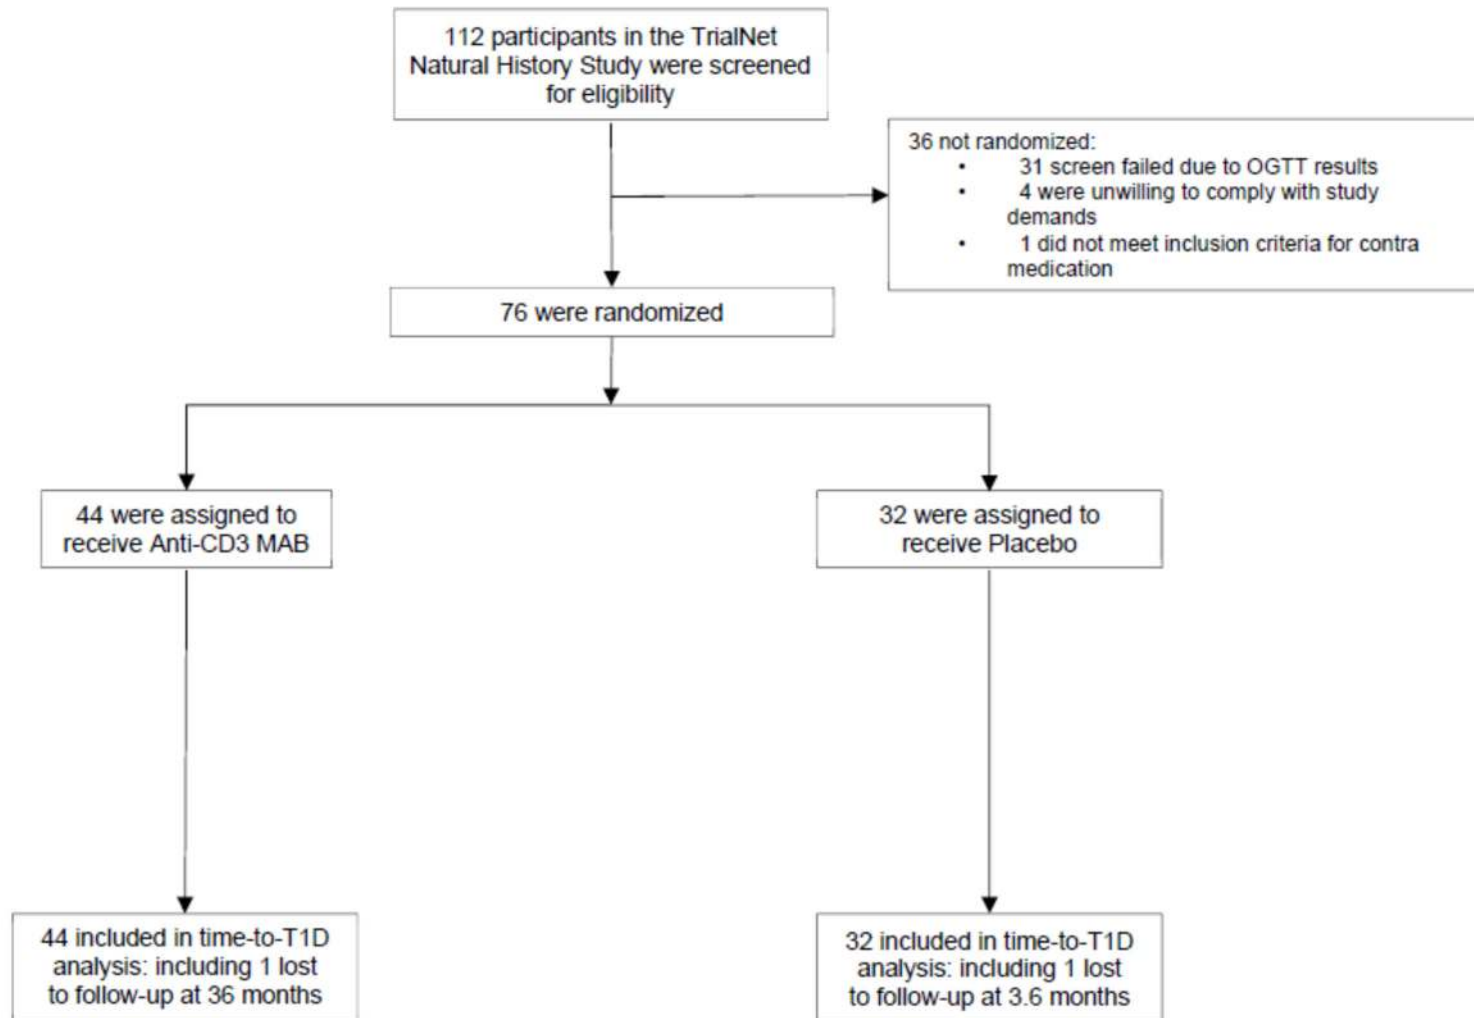 112 participants in the TrialNet
Natural History Study were screened
for eligibility
36 not randomized:
• 31 screen failed due to OGTT results
• 4 were unwilling to comply with study
demands
• 1 did not meet inclusion criteria for contra
medication
76 were randomized
44 were assigned to
receive Anti-CD3 MAB
32 were assigned to
receive Placebo
44 included in time-to-T1D
analysis: including 1 lost
to follow-up at 36 months
32 included in time-to-T1D
analysis: including 1 lost
to follow-up at 3.6 months